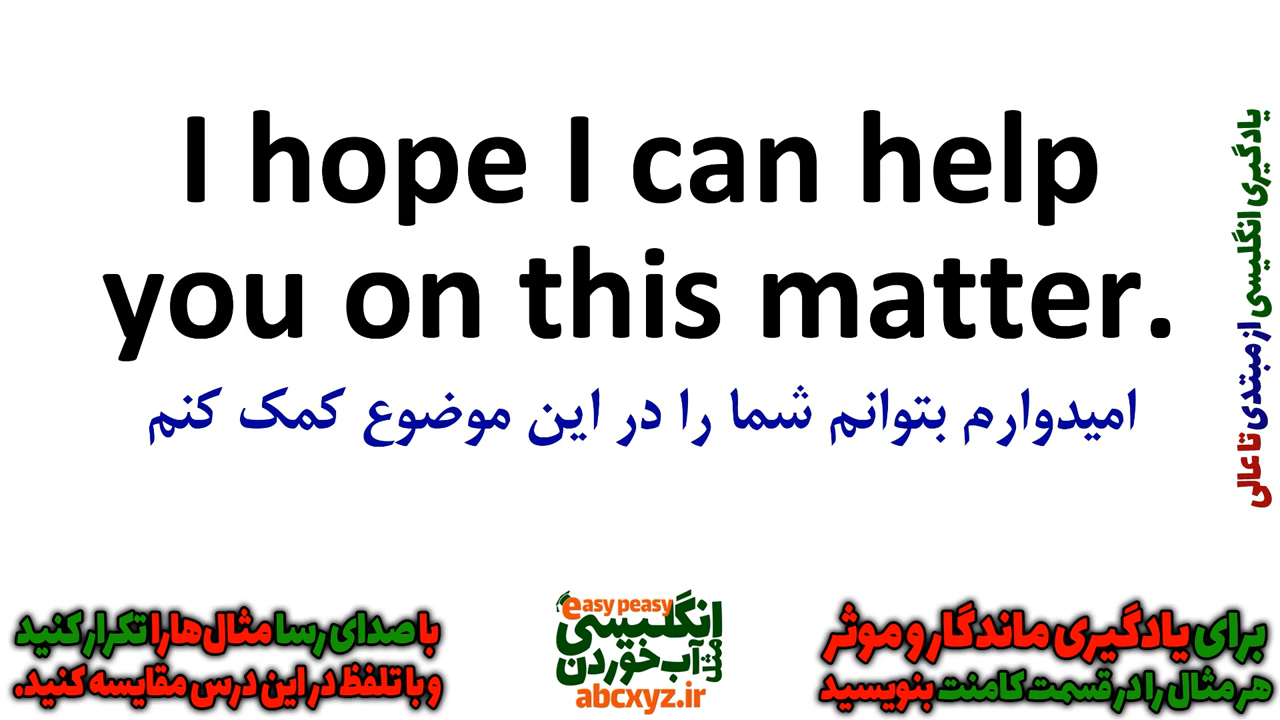 I hope I can help
you on this matter.
امیدوارم بتوانم شما را در این موضوع کمک کنم
یادگیری انگلیسی از مبتدی تا عالی
برای یادگیری ماندگار و موثر
هر مثال را در قسمت کامنت بنویسید
easy peasy
انگلیسی
مثل آب خوردن
abcxyz.ir
با صدای رسا مثال‌ها را تکرار کنید
و با تلفظ در این درس مقایسه کنید.